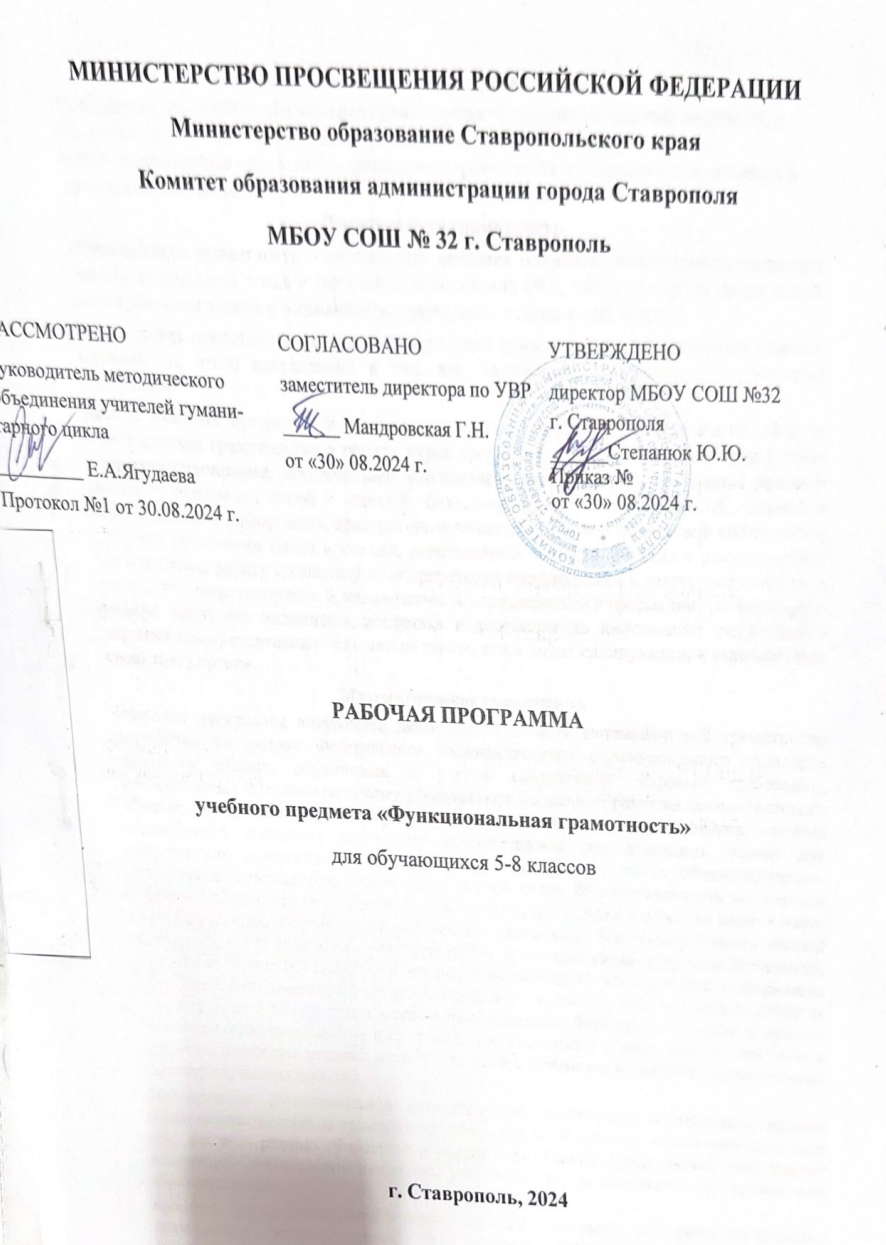 МИНИСТЕРСТВО ПРОСВЕЩЕНИЯ РОССИЙСКОЙ ФЕДЕРАЦИИ
Министерство образование Ставропольского края
Комитет образования администрации города Ставрополя
МБОУ СОШ № 32 г. Ставрополь
АССМОТРЕНО
уководитель методического
бъединения учителей гумани-
тарного цикла
Е.А.Ягудаева
Протокол №1 от 30.08.2024 г.
СОГЛАСОВАНО
заместитель директора по УВР
Мандровская Г.Н.
от «30» 08.2024 г.
УТВЕРЖДЕНО
директор МБОУ СОШ №32
г. Ставрополя
Степанюк Ю.Ю.
Приказ №
от «30» 08.2024 г.
РАБОЧАЯ ПРОГРАММА
учебного предмета «Функциональная грамотность»
для обучающихся 5-8 классов
г. Ставрополь, 2024